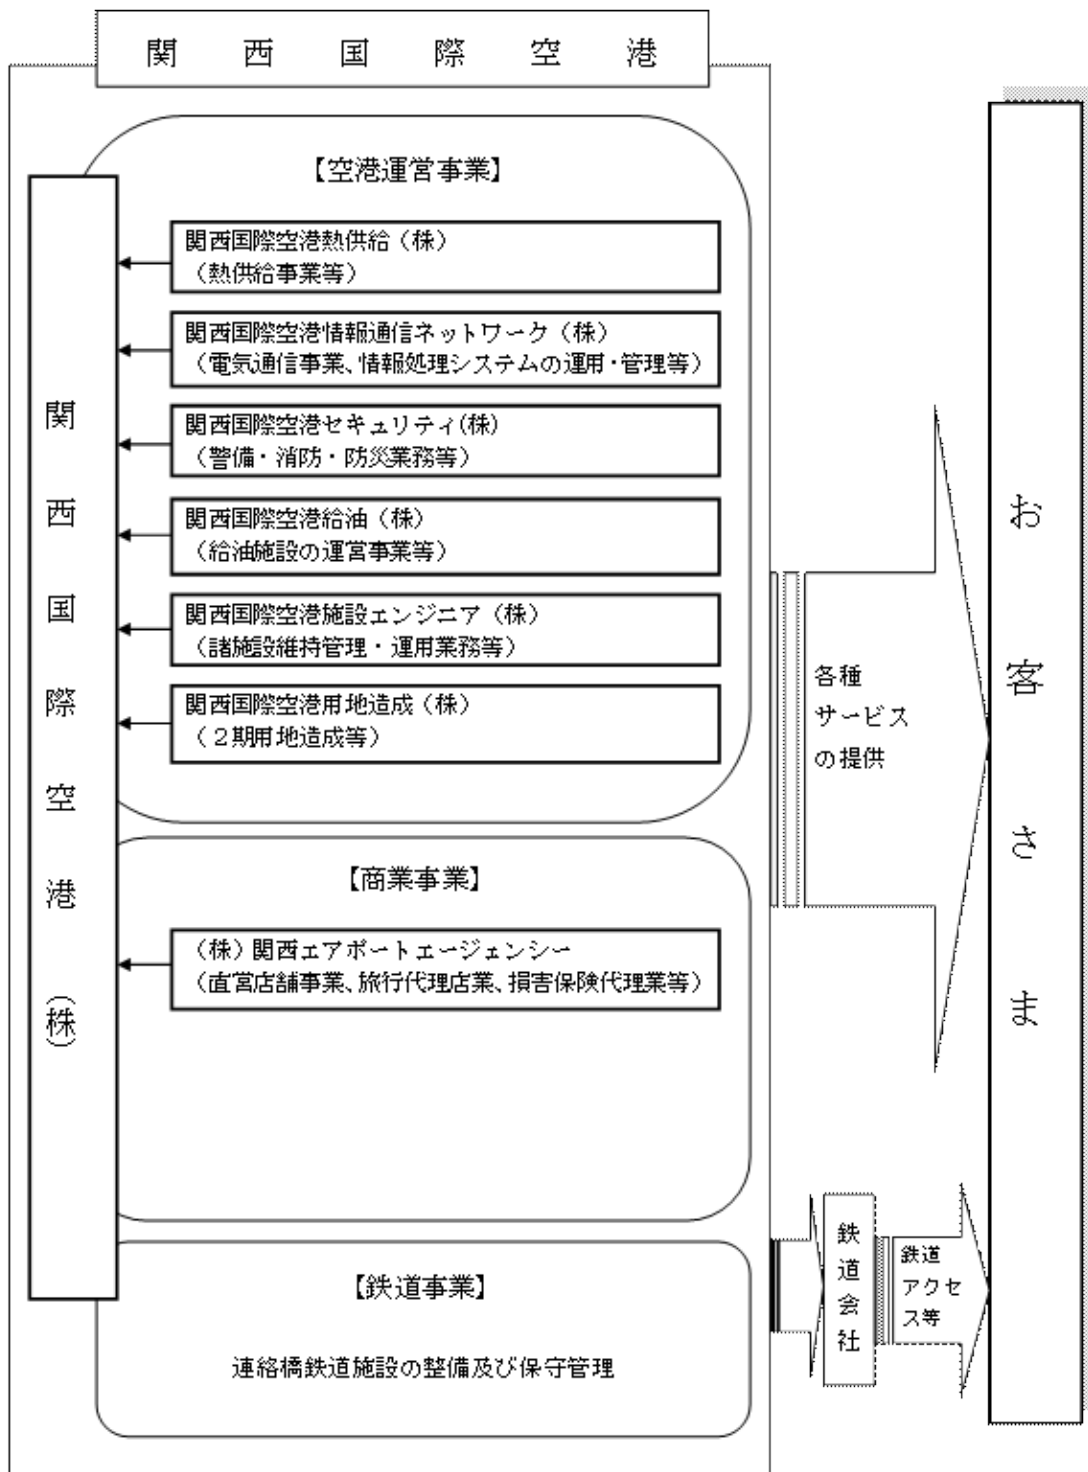 関西国際空港
関西国際空港(株)
【空港運営事業】
関西国際空港熱供給（株）
（熱供給事業等）
関西国際空港情報通信ネットワーク（株）
（電気通信事業、情報処理システムの運用・管理等）
関西国際空港セキュリティ(株)
（警備・消防・防災業務等）
関西国際空港給油（株）
（給油施設の運営事業等）
関西国際空港施設エンジニア（株）
（諸施設維持管理・運用業務等）
関西国際空港用地造成（株）
（２期用地造成等）
【商業事業】
（株）関西エアポートエージェンシー
（直営店舗事業、旅行代理店業、損害保険代理業等）
【鉄道事業】
連絡橋鉄道施設の整備及び保守管理
各種
サービス
の提供
鉄道会社
鉄道
アクセ
ス等
お客さま